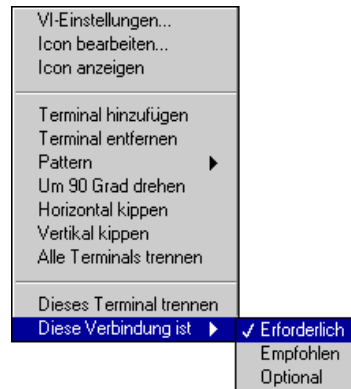 VI-Einstellungen...
Icon bearbeiten...
Icon anzeigen
Terminal hinzufügen
Terminal entfernen
Pattern
Um 90 Grad drehen
Horizontal kippen
Vertikal kippen
Alle Terminals trennen
Dieses Terminal trennen
Diese Verbindung ist
✓ Erforderlich
Empfohlen
Optional